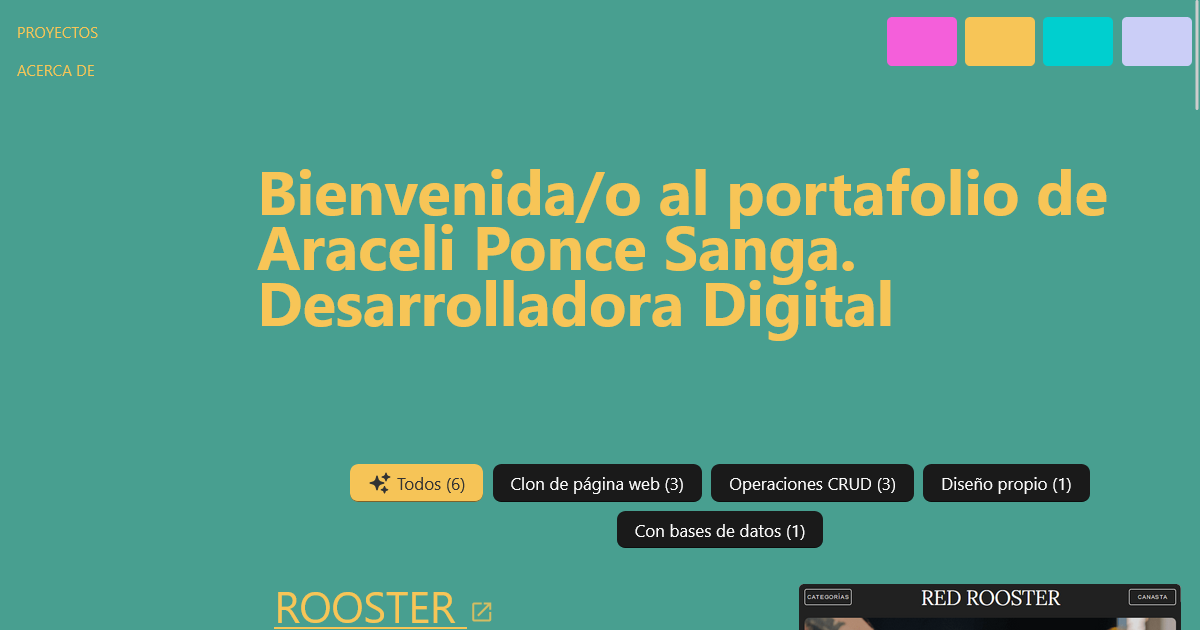 PROYECTOS
ACERCA DE
Bienvenida/o al portafolio de
Araceli Ponce Sanga.
Desarrolladora Digital
Todos (6)
Clon de página web (3)
Operaciones CRUD (3)
Diseño propio (1)
Con bases de datos (1)
ROOSTER
CATEGORÍAS
RED ROOSTER
CANASTA